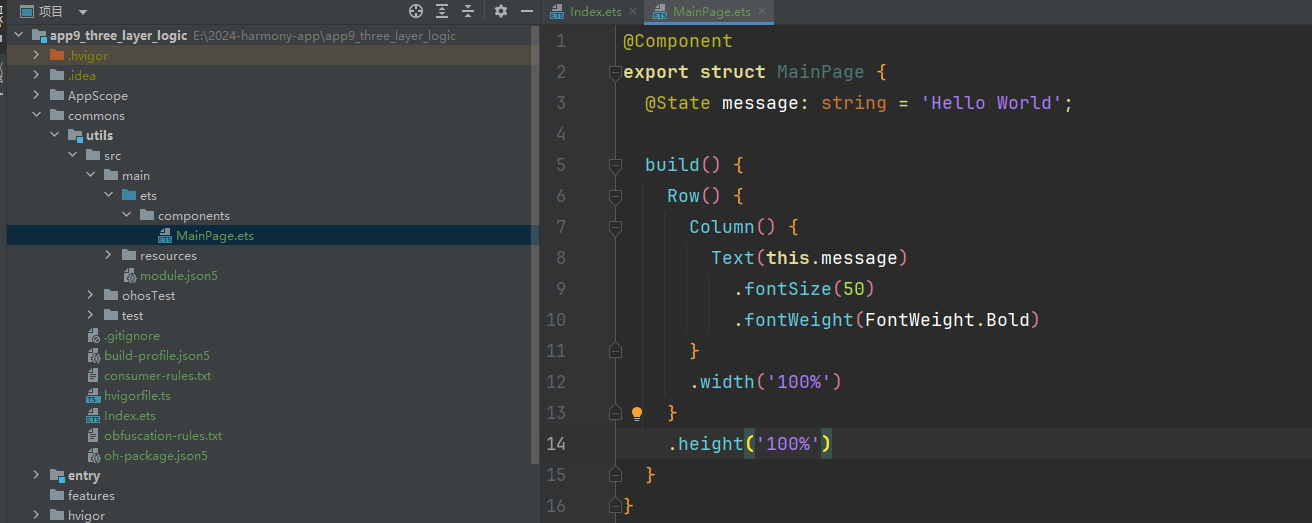 项目
app9_three_layer_logic E:\2024-harmony-app\app9_three_layer_logic
.hvigor
.idea
AppScope
commons
utils
src
main
ets
components
MainPage.ets
resources
module.json5
ohosTest
test
.gitignore
build-profile.json5
consumer-rules.txt
hvigorfile.ts
Index.ets
obfuscation-rules.txt
oh-package.json5
entry
features
hvigor
Index.ets MainPage.ets
1 @Component
2 export struct MainPage {
3 @State message: string = 'Hello World';
4
5 build() {
6 Row() {
7 Column() {
8 Text(this.message)
9 .fontSize(50)
10 .fontWeight(FontWeight.Bold)
11 }
12 .width('100%')
13 }
14 .height('100%')
15 }
16 }